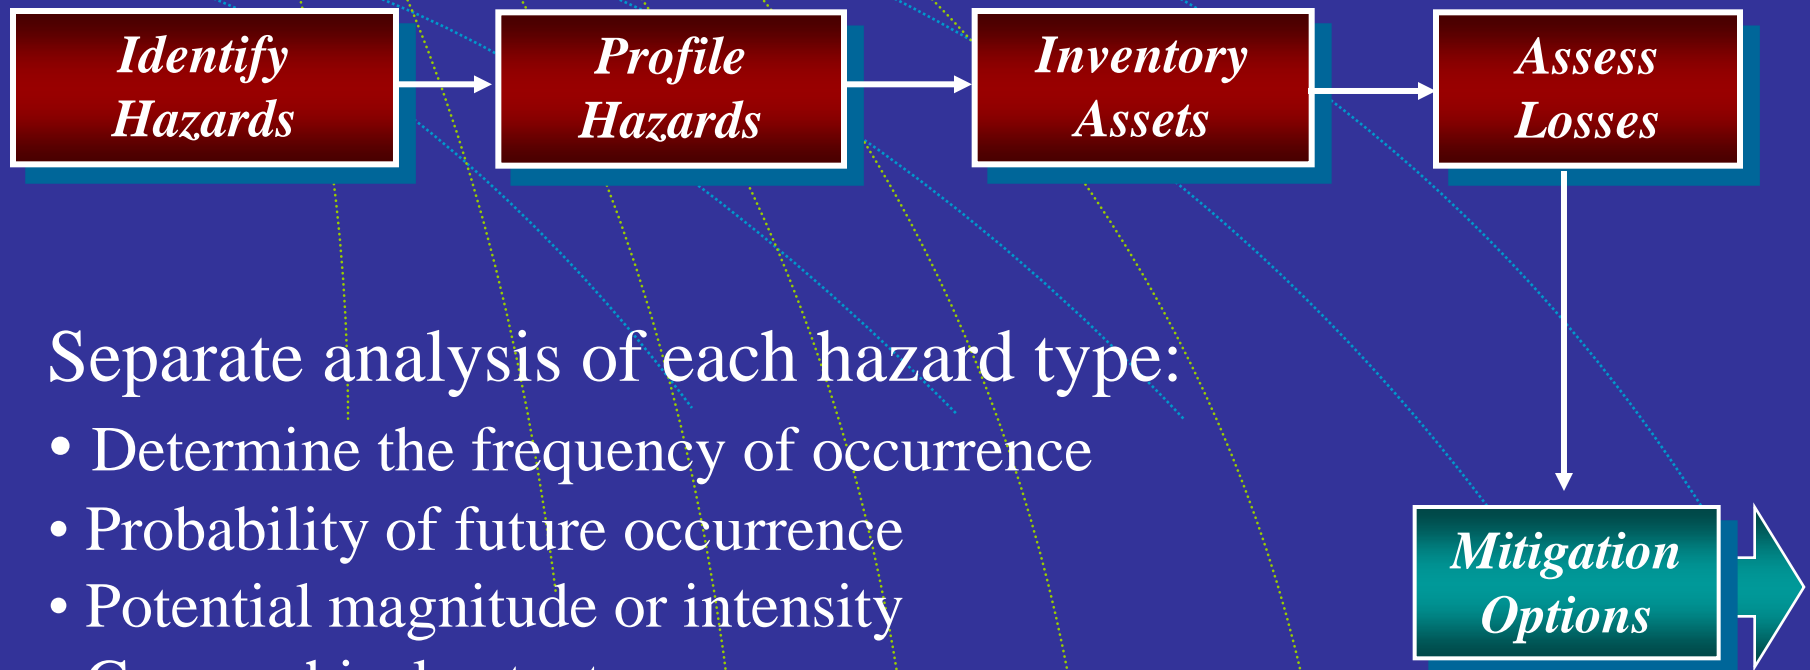 Identify
Hazards
Profile
Hazards
Inventory
Assets
Assess
Losses
Separate analysis of each hazard type:
• Determine the frequency of occurrence
• Probability of future occurrence
• Potential magnitude or intensity
Mitigation
Options